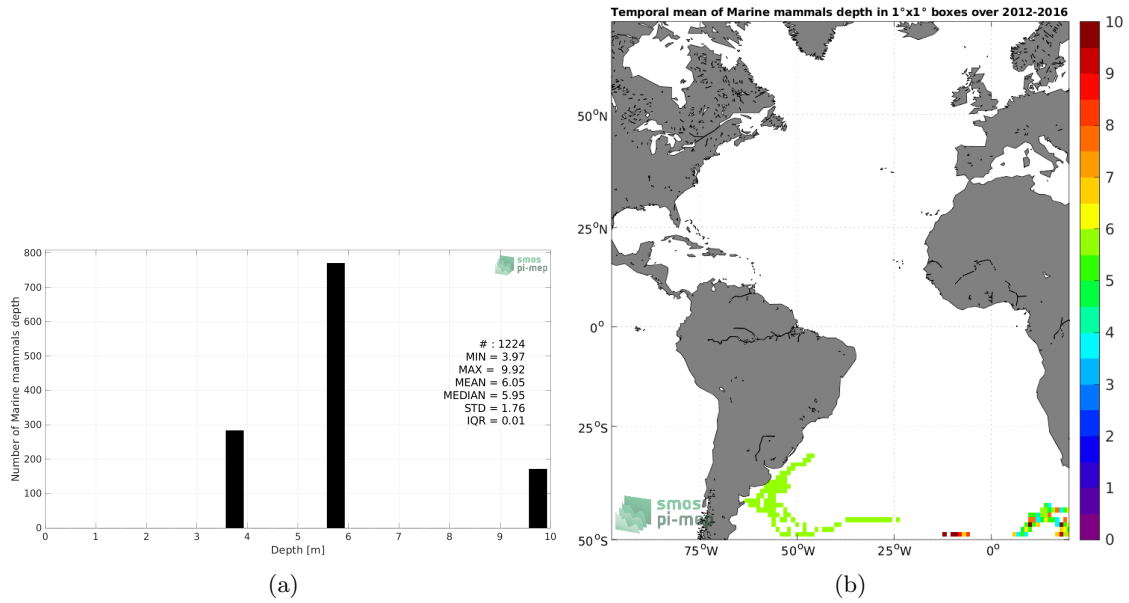 Temporal mean of Marine mammals depth in 1°x1° boxes over 2012-2016
800
700
600
500
400
300
200
100
0
Number of Marine mammals depth
0 1 2 3 4 5 6 7 8 9 10
Depth [m]
smos
pi-mep
# : 1224
MIN = 3.97
MAX = 9.92
MEAN = 6.05
MEDIAN = 5.95
STD = 1.76
IQR = 0.01
(a)
50°N
25°N
0°
25°S
50°S
75°W 50°W 25°W 0°
smos
pi-mep
10
9
8
7
6
5
4
3
2
1
0
(b)